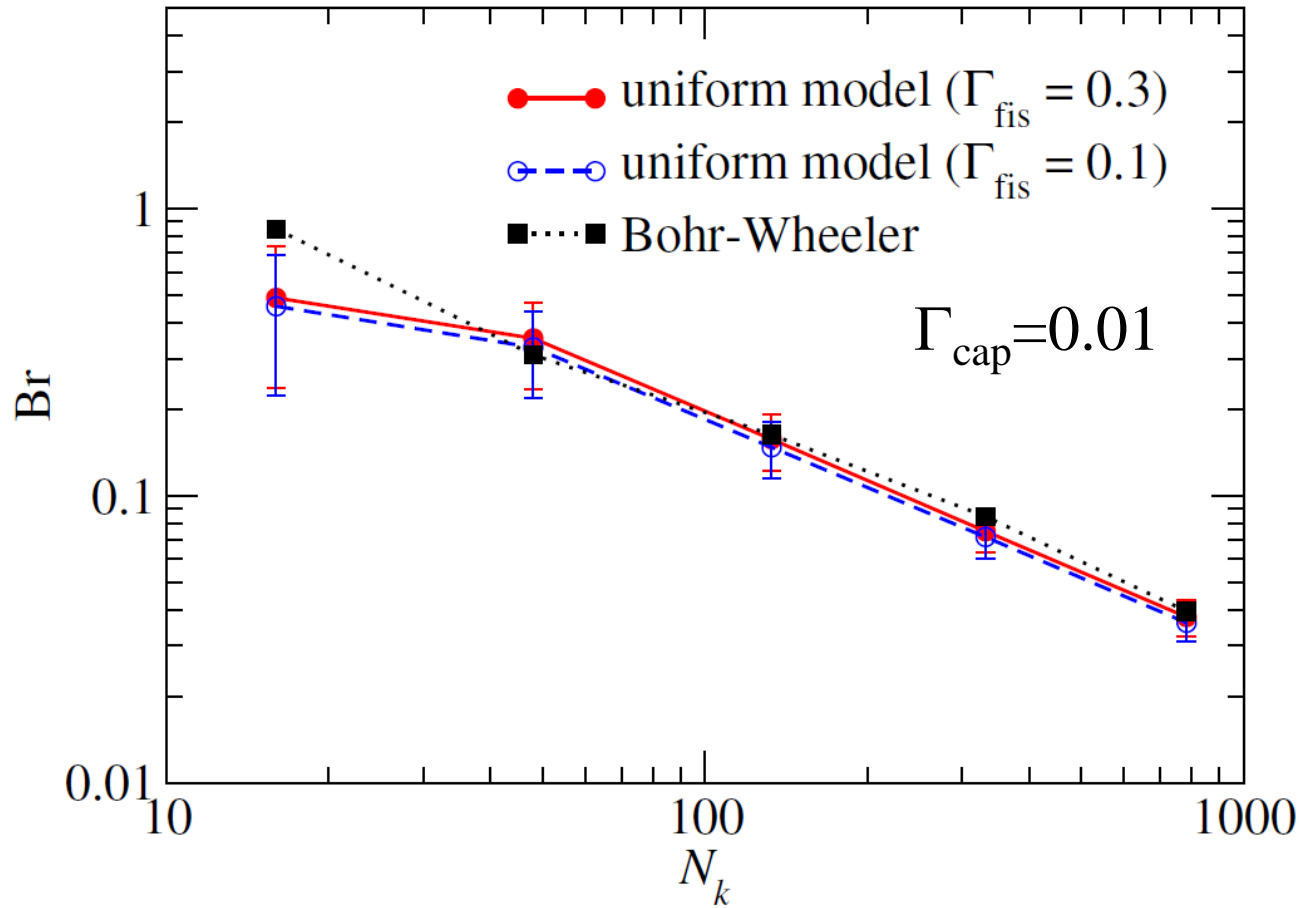 uniform model (Γfis = 0.3)
uniform model (Γfis = 0.1)
Bohr-Wheeler
Γcap=0.01
Br
1
0.1
0.01
10
100
1000
Nk